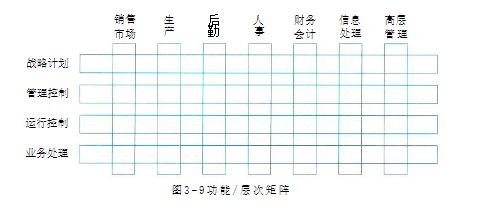 销售 生 后 人 财务 信息 高层
市场 产 勤 事 会计 处理 管理
战略计划
管理控制
运行控制
业务处理
图3-9功能/层次矩阵